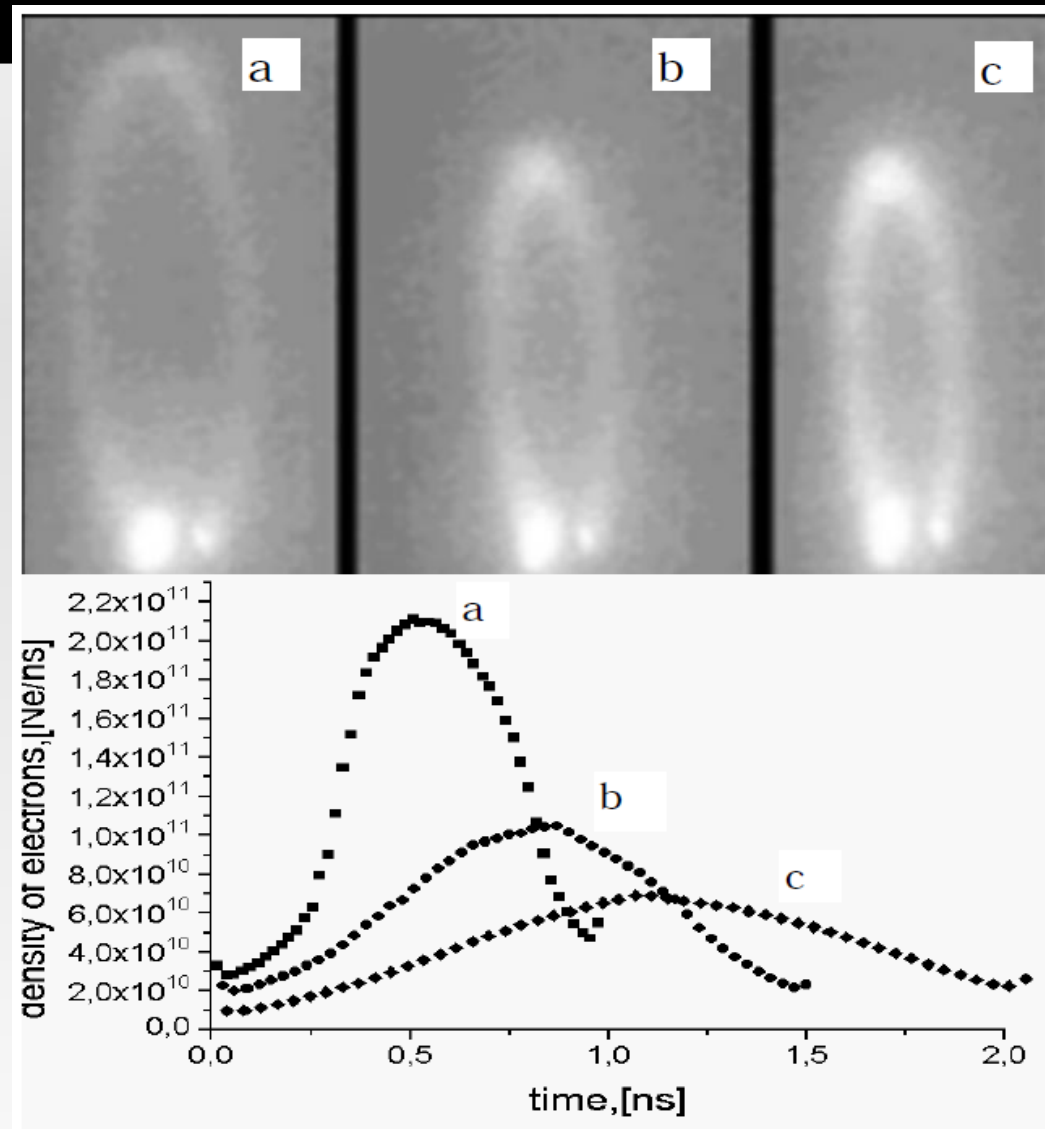 a
b
c
density of electrons,[Ne/ns]
2,2x10¹¹
2,0x10¹¹
1,8x10¹¹
1,6x10¹¹
1,4x10¹¹
1,2x10¹¹
1,0x10¹¹
8,0x10¹⁰
6,0x10¹⁰
4,0x10¹⁰
2,0x10¹⁰
0,0
a
b
c
0,0 0,5 1,0 1,5 2,0
time,[ns]